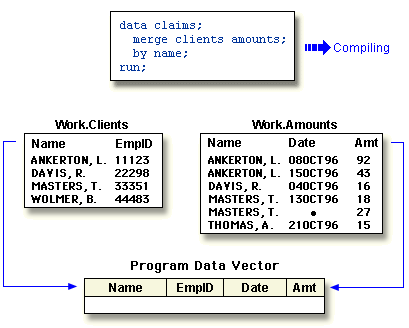 data claims;
merge clients amounts;
by name;
run;
Compiling
Work.Clients
Name EmpID
ANKERTON, L. 11123
DAVIS, R. 22298
MASTERS, T. 33351
WOLMER, B. 44483
Work.Amounts
Name Date Amt
ANKERTON, L. 08OCT96 92
ANKERTON, L. 15OCT96 43
DAVIS, R. 04OCT96 16
MASTERS, T. 13OCT96 18
MASTERS, T. • 27
THOMAS, A. 21OCT96 15
Program Data Vector
Name EmpID Date Amt